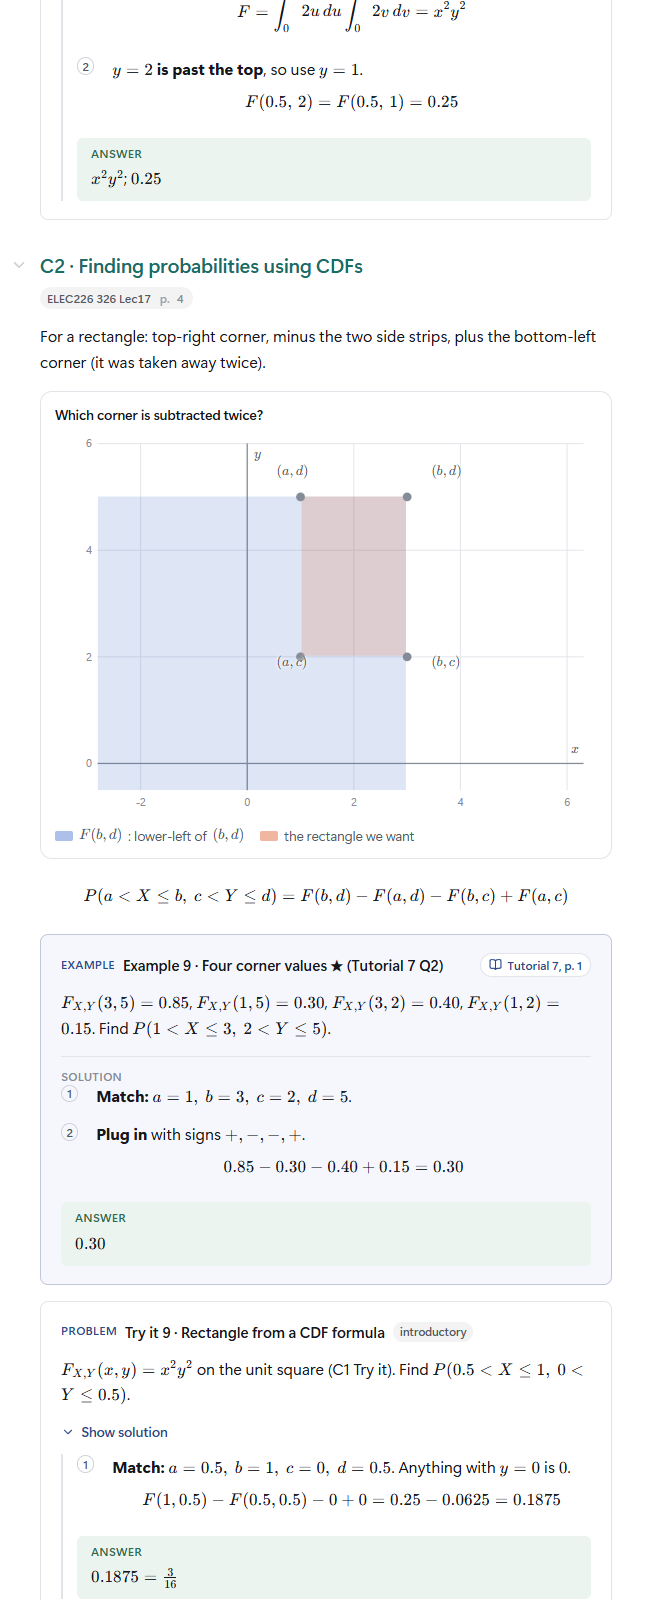 F = ∫₀ 2u du ∫₀ 2v dv = x²y²
2 y = 2 is past the top, so use y = 1.
F(0.5, 2) = F(0.5, 1) = 0.25
ANSWER
x²y²; 0.25
C2 · Finding probabilities using CDFs
ELEC226 326 Lec17 p. 4
For a rectangle: top-right corner, minus the two side strips, plus the bottom-left
corner (it was taken away twice).
Which corner is subtracted twice?
6
y
(a, d) (b, d)
4
2
(a, c) (b, c)
x
0
-2 0 2 4 6
F(b, d) : lower-left of (b, d) the rectangle we want
P(a < X ≤ b, c < Y ≤ d) = F(b, d) − F(a, d) − F(b, c) + F(a, c)
EXAMPLE Example 9 · Four corner values ★ (Tutorial 7 Q2) Tutorial 7, p. 1
F_{X,Y}(3, 5) = 0.85, F_{X,Y}(1, 5) = 0.30, F_{X,Y}(3, 2) = 0.40, F_{X,Y}(1, 2) =
0.15. Find P(1 < X ≤ 3, 2 < Y ≤ 5).
SOLUTION
1 Match: a = 1, b = 3, c = 2, d = 5.
2 Plug in with signs +, −, −, +.
0.85 − 0.30 − 0.40 + 0.15 = 0.30
ANSWER
0.30
PROBLEM Try it 9 · Rectangle from a CDF formula introductory
F_{X,Y}(x, y) = x²y² on the unit square (C1 Try it). Find P(0.5 < X ≤ 1, 0 <
Y ≤ 0.5).
Show solution
1 Match: a = 0.5, b = 1, c = 0, d = 0.5. Anything with y = 0 is 0.
F(1, 0.5) − F(0.5, 0.5) − 0 + 0 = 0.25 − 0.0625 = 0.1875
ANSWER
0.1875 = 3/16